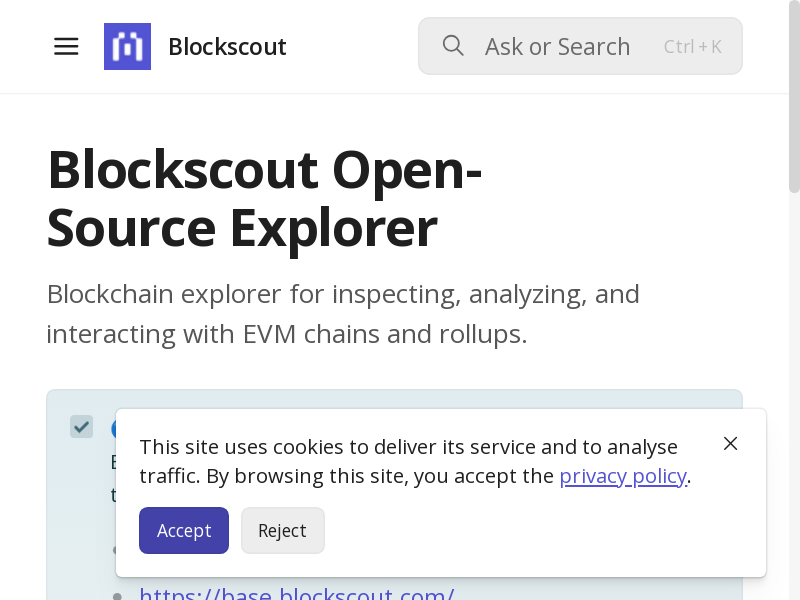 Blockscout
Ask or Search
Ctrl + K
Blockscout Open-
Source Explorer
Blockchain explorer for inspecting, analyzing, and
interacting with EVM chains and rollups.
This site uses cookies to deliver its service and to analyse
traffic. By browsing this site, you accept the privacy policy.
Accept
Reject
https://base.blockscout.com/